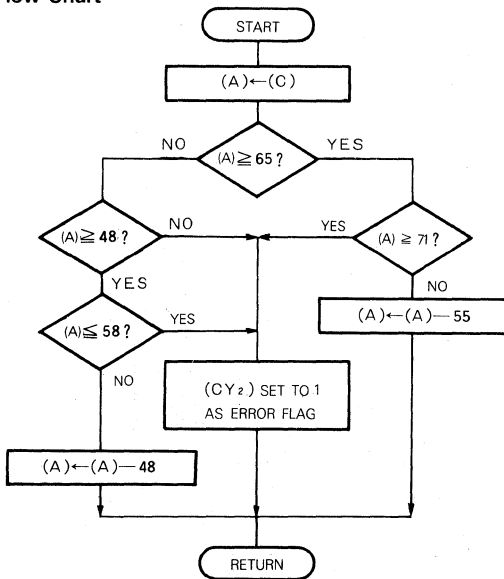 low Chart
START
(A)←(C)
NO
YES
(A)≧65?
(A)≧48?
NO
YES
(A)≧71?
YES
NO
(A)≦58?
YES
(A)←(A)—55
NO
(CY₂) SET TO 1
AS ERROR FLAG
(A)←(A)—48
RETURN